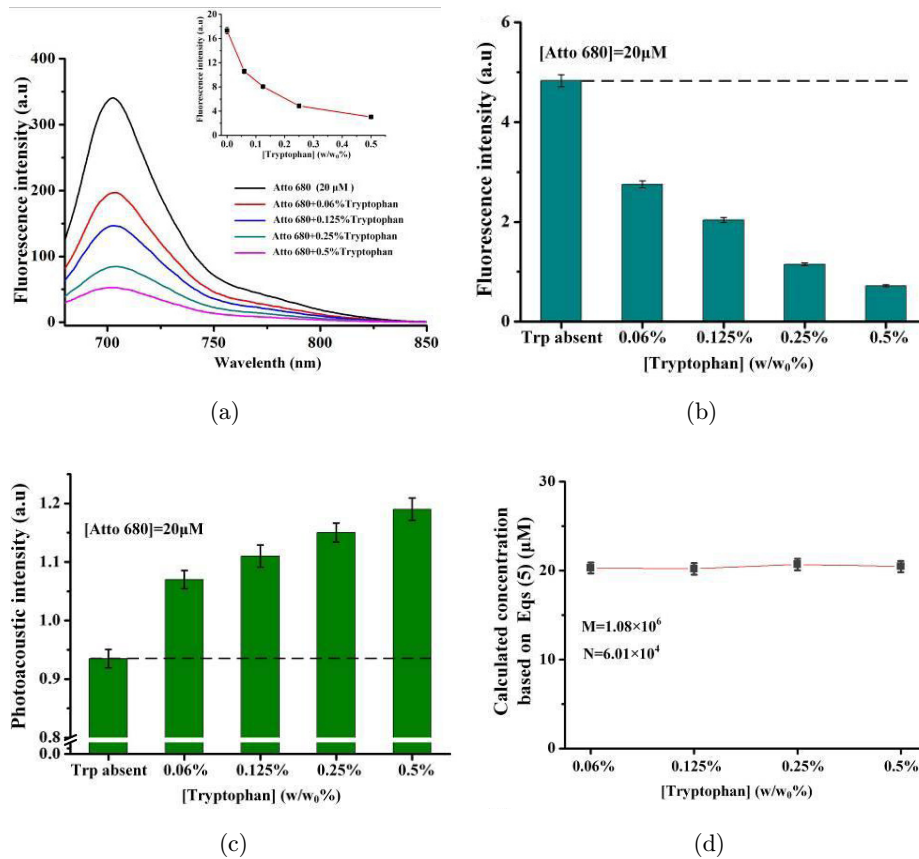 Fluorescence intensity (a.u)
400
300
200
100
0
700
750
800
850
Wavelenth (nm)
Fluorescence intensity (a.u)
20
16
12
8
4
0
0.0
0.1
0.2
0.3
0.4
0.5
[Tryptophan] (w/w₀%)
Atto 680 (20 μM )
Atto 680+0.06%Tryptophan
Atto 680+0.125%Tryptophan
Atto 680+0.25%Tryptophan
Atto 680+0.5%Tryptophan
(a)
Fluorescence intensity (a.u)
6
4
2
0
[Atto 680]=20μM
Trp absent
0.06%
0.125%
0.25%
0.5%
[Tryptophan] (w/w₀%)
(b)
Photoacoustic intensity (a.u)
1.2
1.1
1.0
0.9
0.8
0.0
[Atto 680]=20μM
Trp absent
0.06%
0.125%
0.25%
0.5%
[Tryptophan] (w/w₀%)
(c)
Calculated concentration
based on Eqs (5) (μM)
30
20
10
0
M=1.08×10⁶
N=6.01×10⁴
0.06%
0.125%
0.25%
0.5%
[Tryptophan] (w/w₀%)
(d)